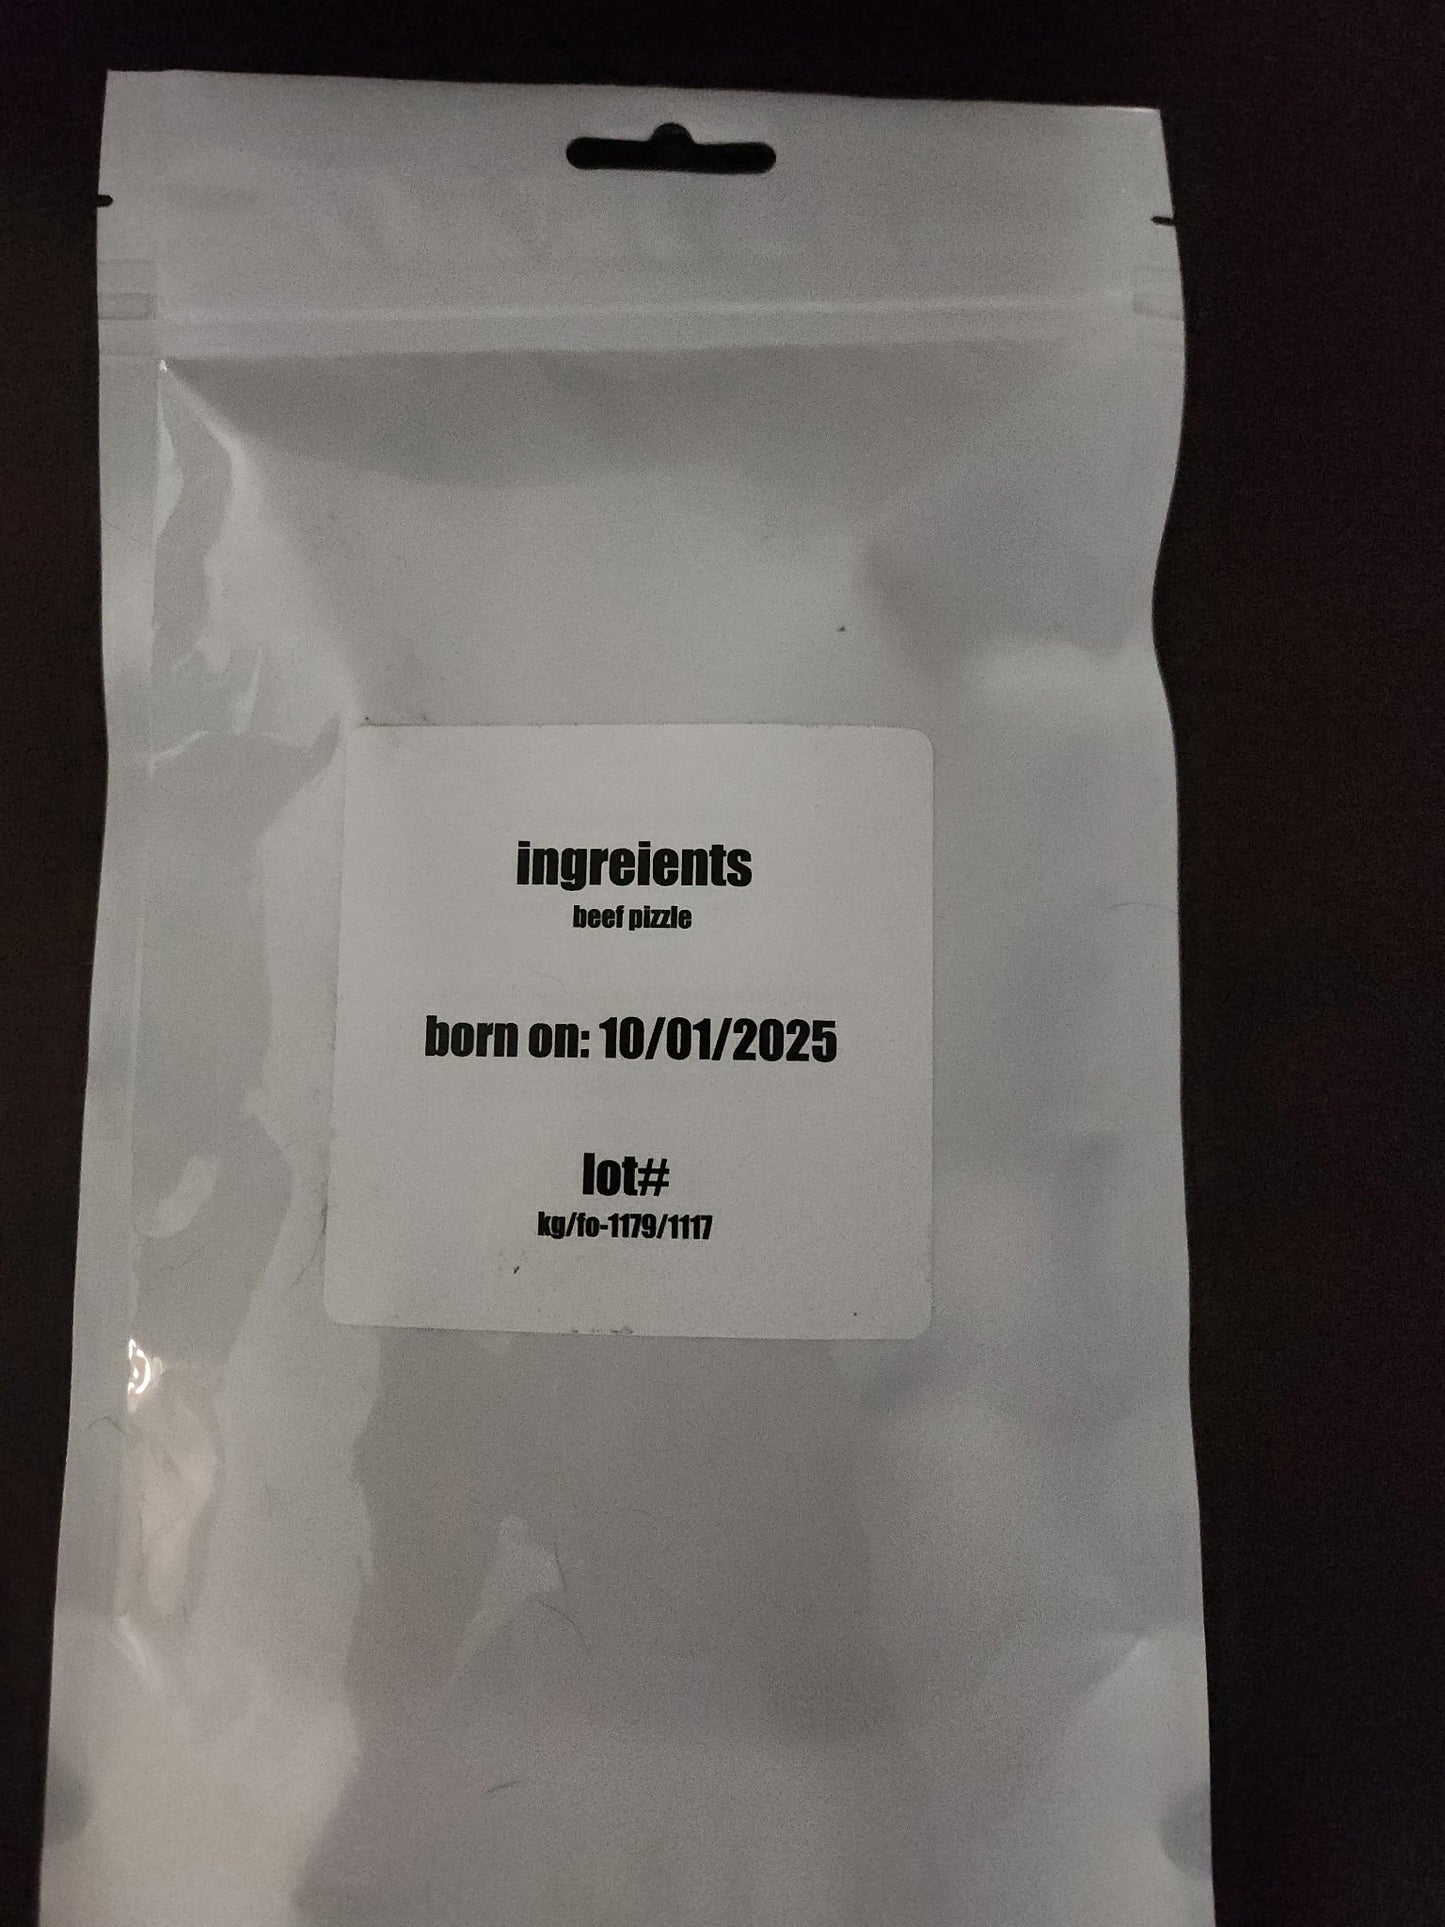 ingreients
beef pizzle
born on: 10/01/2025
lot#
kg/fo-1179/1117